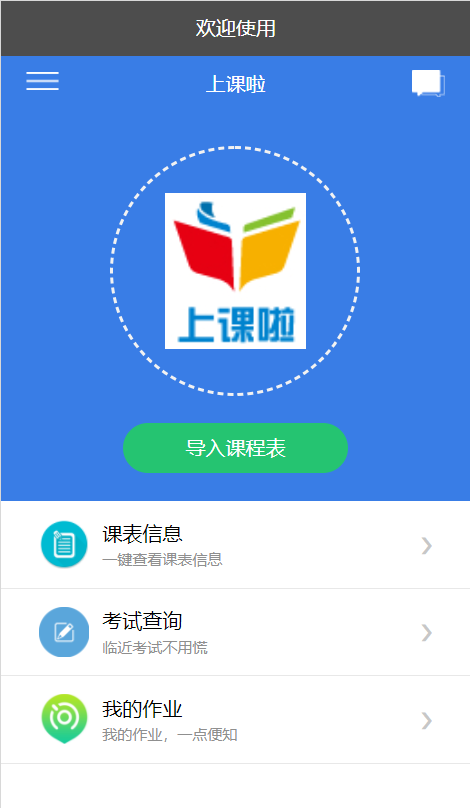 欢迎使用
上课啦
上课啦
导入课程表
课表信息
一键查看课表信息
考试查询
临近考试不用慌
我的作业
我的作业，一点便知